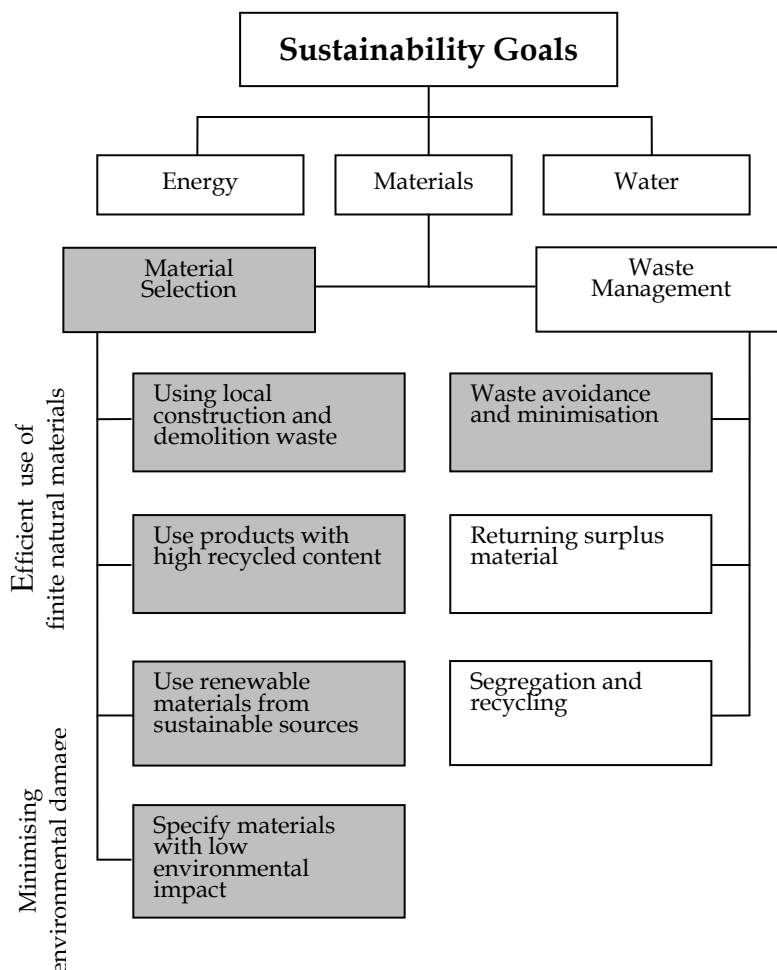 Sustainability Goals
Energy
Materials
Water
Material
Selection
Waste
Management
Efficient use of
finite natural materials
Using local
construction and
demolition waste
Waste avoidance
and minimisation
Use products with
high recycled content
Returning surplus
material
Use renewable
materials from
sustainable sources
Segregation and
recycling
Minimising
environmental damage
Specify materials
with low
environmental
impact